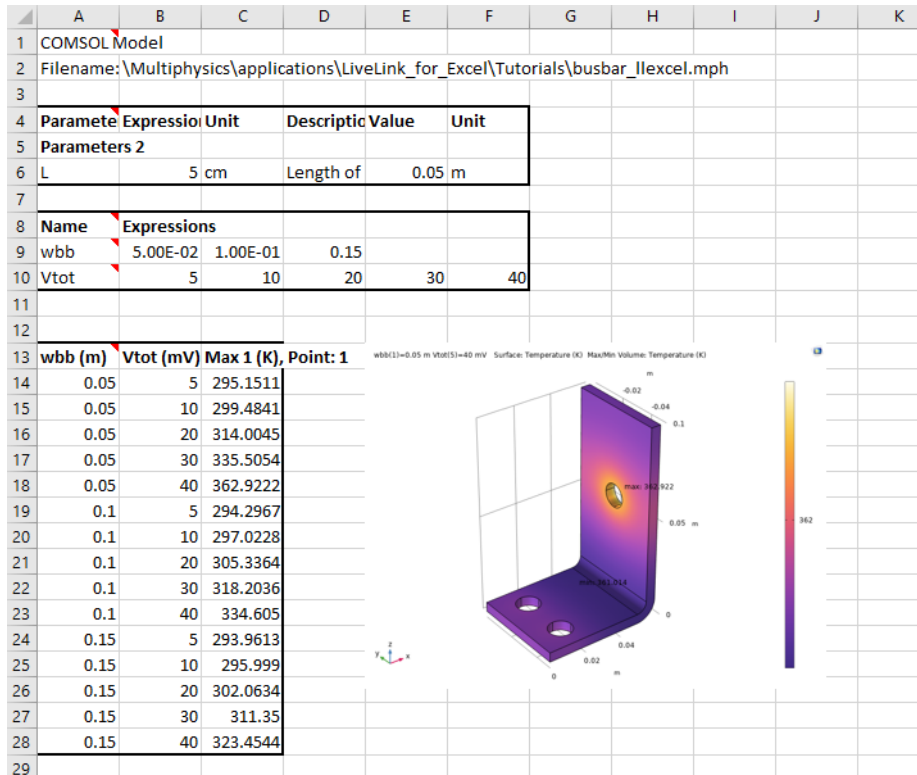 A B C D E F G H I J K
1 COMSOL Model
2 Filename: \Multiphysics\applications\LiveLink_for_Excel\Tutorials\busbar_llexcel.mph
3
4 Paramete Expression Unit Descriptio Value Unit
5 Parameters 2
6 L 5 cm Length of 0.05 m
7
8 Name Expressions
9 wbb 5.00E-02 1.00E-01 0.15
10 Vtot 5 10 20 30 40
11
12
13 wbb (m) Vtot (mV) Max 1 (K), Point: 1
14 0.05 5 295.1511
15 0.05 10 299.4841
16 0.05 20 314.0045
17 0.05 30 335.5054
18 0.05 40 362.9222
19 0.1 5 294.2967
20 0.1 10 297.0228
21 0.1 20 305.3364
22 0.1 30 318.2036
23 0.1 40 334.605
24 0.15 5 293.9613
25 0.15 10 295.999
26 0.15 20 302.0634
27 0.15 30 311.35
28 0.15 40 323.4544
29
wbb(1)=0.05 m Vtot(5)=40 mV Surface: Temperature (K) Max/Min Volume: Temperature (K)
m
-0.02
-0.04
0.1
max: 362.922
0.05 m
362
min: 361.014
0
0.04
0.02
m
0
z
y x